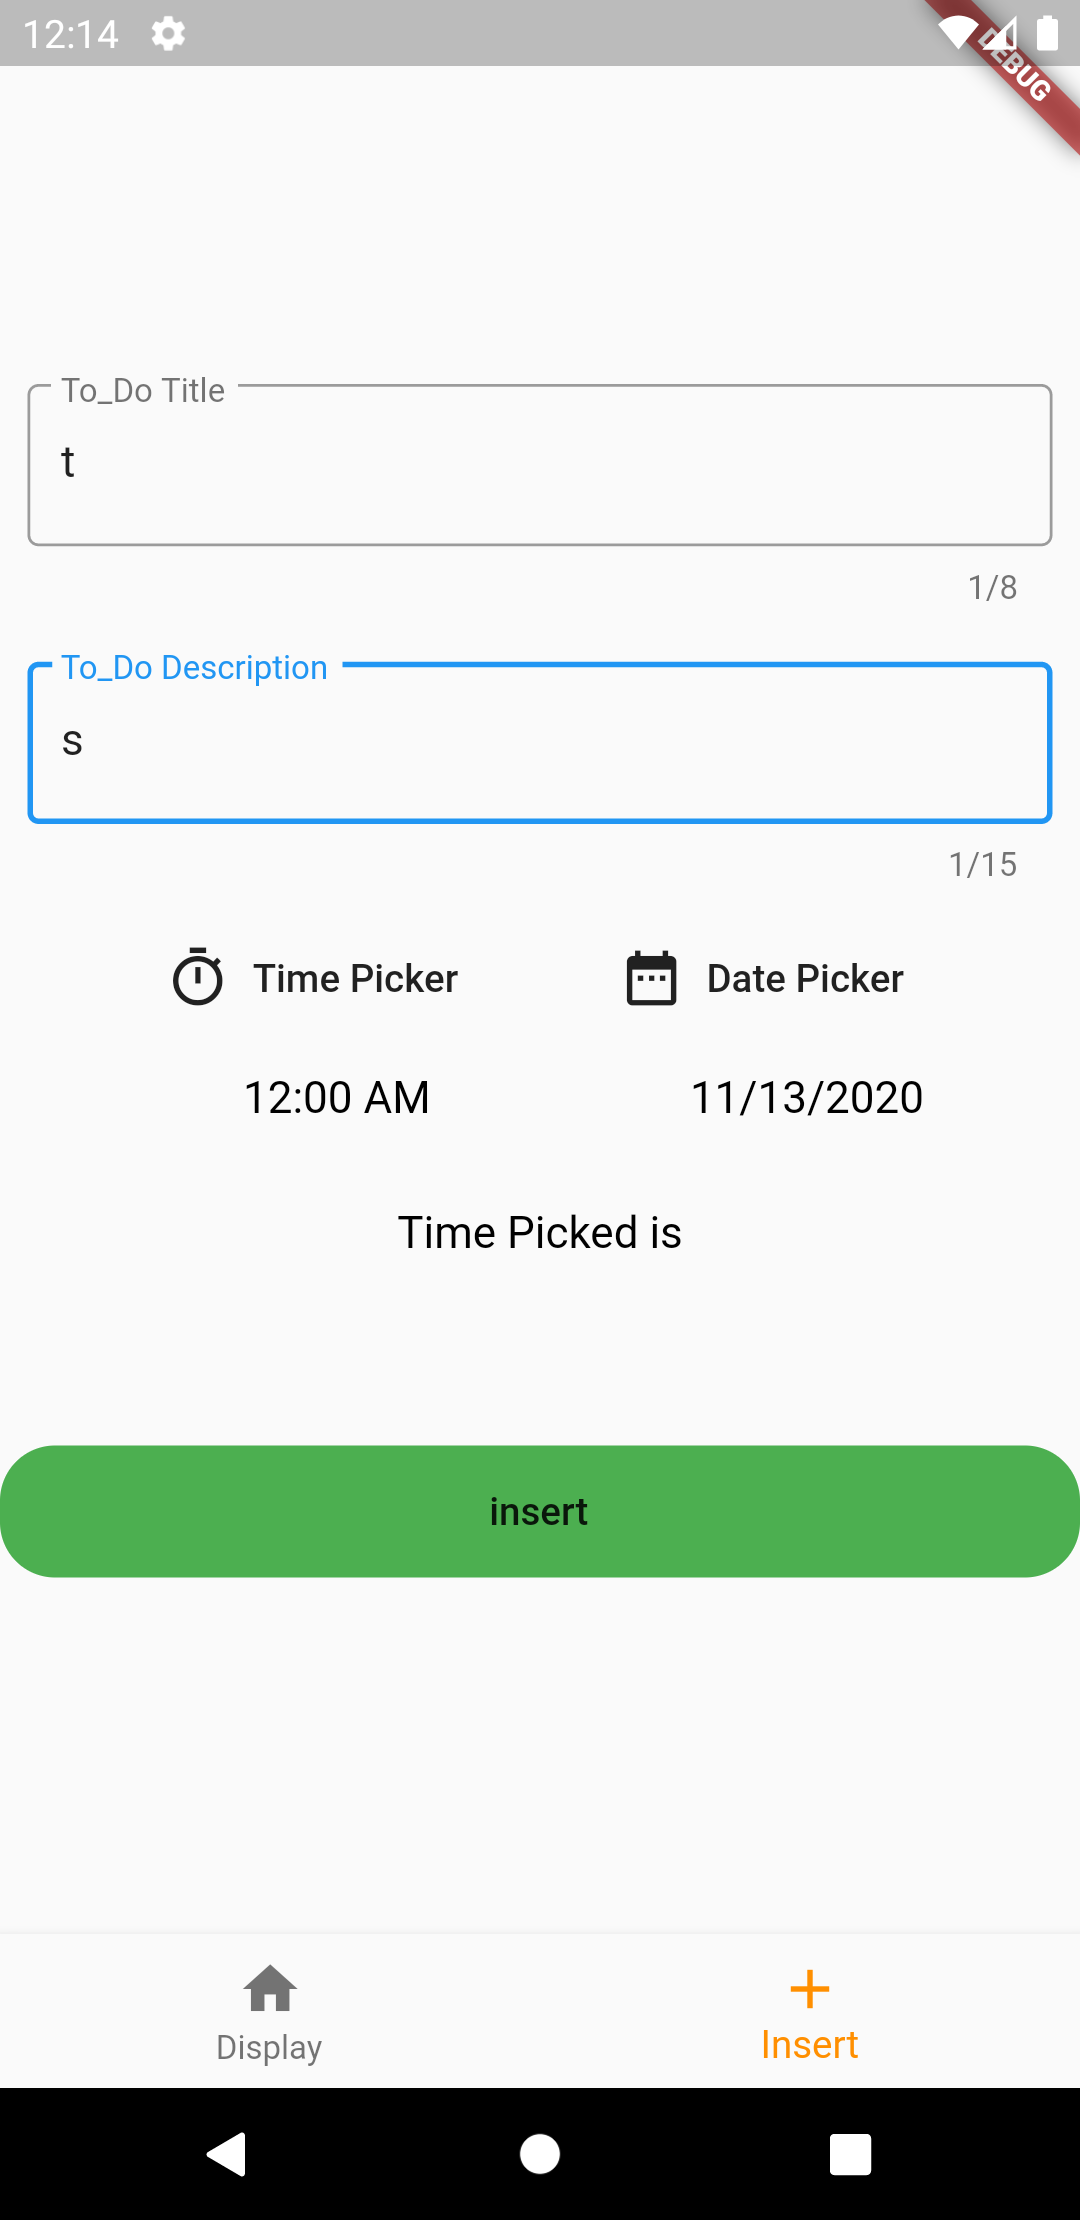 12:14
DEBUG
To_Do Title
t
1/8
To_Do Description
s
1/15
Time Picker Date Picker
12:00 AM 11/13/2020
Time Picked is
insert
Display Insert